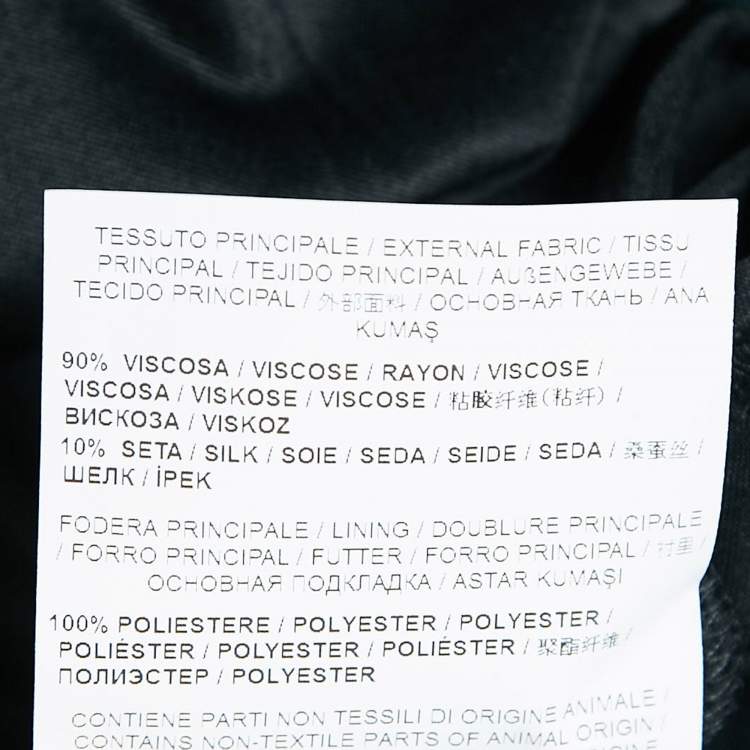 TESSUTO PRINCIPALE / EXTERNAL FABRIC / TISSU
PRINCIPAL / TEJIDO PRINCIPAL / AUßENGEWEBE /
TECIDO PRINCIPAL / 外部面料 / ОСНОВНАЯ ТКАНЬ / ANA
KUMAŞ
90% VISCOSA / VISCOSE / RAYON / VISCOSE /
VISCOSA / VISKOSE / VISCOSE / 粘胶纤维(粘纤) /
ВИСКОЗА / VISKOZ
10% SETA / SILK / SOIE / SEDA / SEIDE / SEDA / 桑蚕丝 /
ШЕЛК / İPEK
FODERA PRINCIPALE / LINING / DOUBLURE PRINCIPALE
/ FORRO PRINCIPAL / FUTTER / FORRO PRINCIPAL / 衬里 /
ОСНОВНАЯ ПОДКЛАДКА / ASTAR KUMAŞI
100% POLIESTERE / POLYESTER / POLYESTER /
POLIÉSTER / POLYESTER / POLIÉSTER / 聚酯纤维 /
ПОЛИЭСТЕР / POLYESTER
CONTIENE PARTI NON TESSILI DI ORIGINE ANIMALE /
CONTAINS NON-TEXTILE PARTS OF ANIMAL ORIGIN /